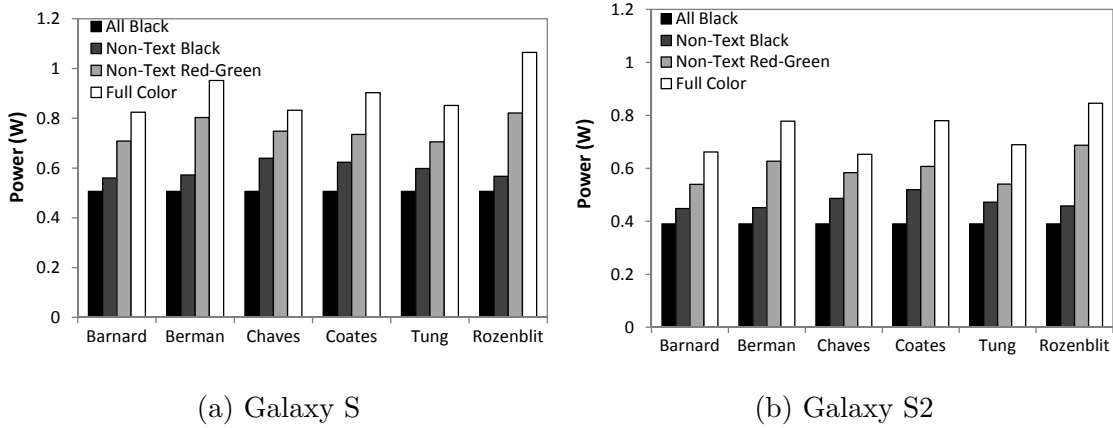 1.2
1
0.8
0.6
0.4
0.2
0
Power (W)
All Black
Non-Text Black
Non-Text Red-Green
Full Color
Barnard Berman Chaves Coates Tung Rozenblit
(a) Galaxy S
1.2
1
0.8
0.6
0.4
0.2
0
Power (W)
All Black
Non-Text Black
Non-Text Red-Green
Full Color
Barnard Berman Chaves Coates Tung Rozenblit
(b) Galaxy S2